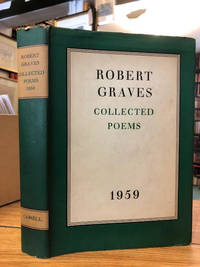 ROBERT
GRAVES
COLLECTED
POEMS
1959
CASSELL
ROBERT
GRAVES
COLLECTED
POEMS
1959